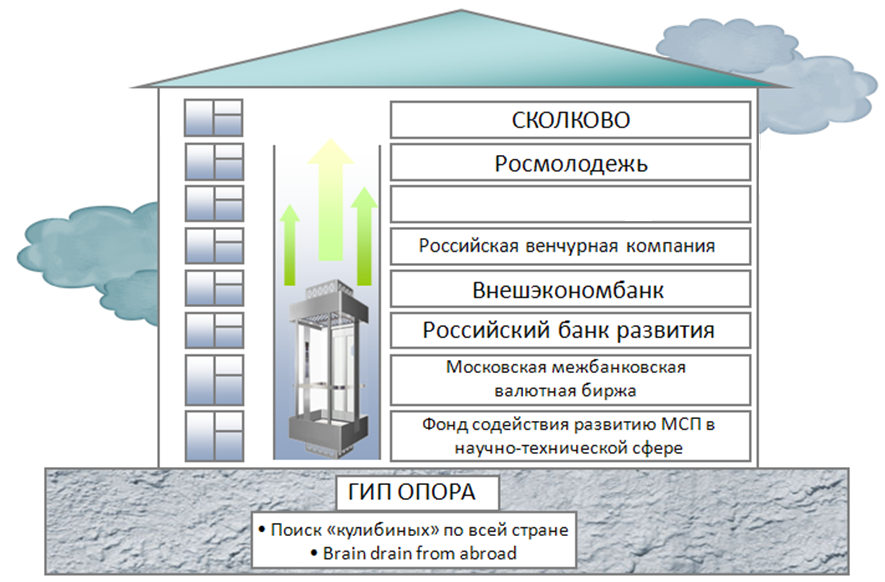 СКОЛКОВО
Росмолодежь
Российская венчурная компания
Внешэкономбанк
Российский банк развития
Московская межбанковская
валютная биржа
Фонд содействия развитию МСП в
научно-технической сфере
ГИП ОПОРА
• Поиск «кулибиных» по всей стране
• Brain drain from abroad